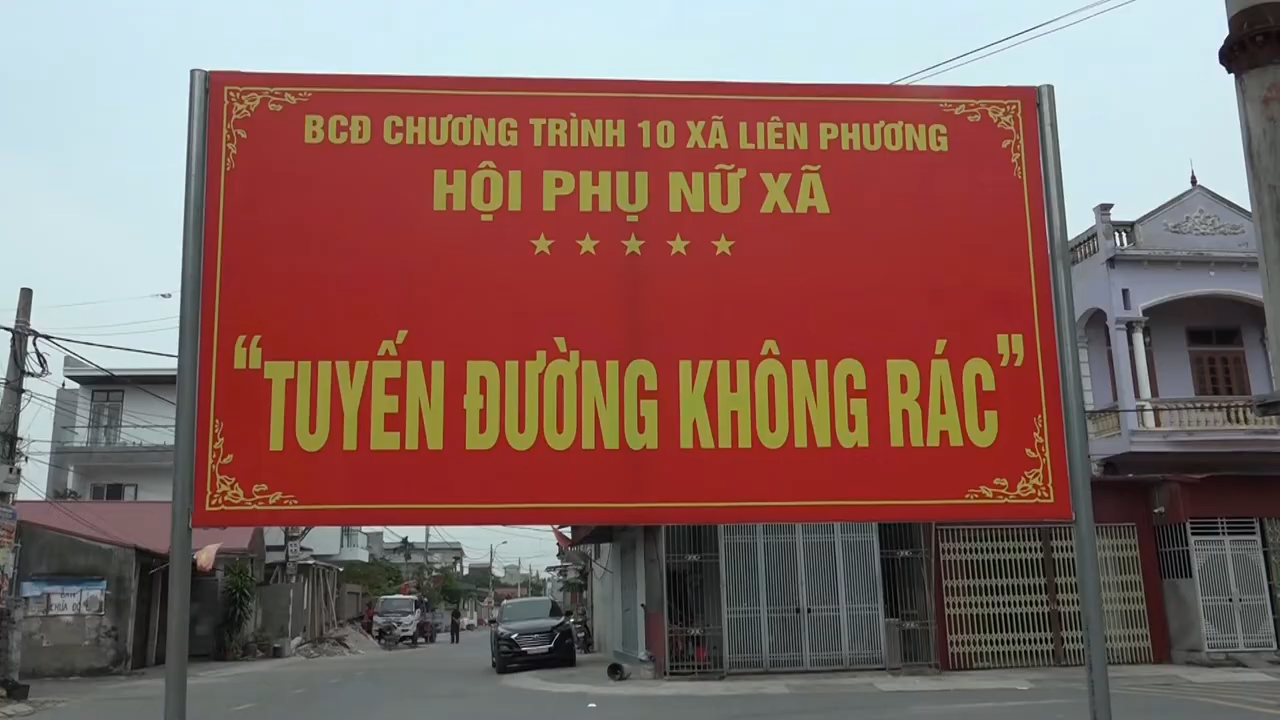 BCĐ CHƯƠNG TRÌNH 10 XÃ LIÊN PHƯƠNG
HỘI PHỤ NỮ XÃ
“TUYẾN ĐƯỜNG KHÔNG RÁC”